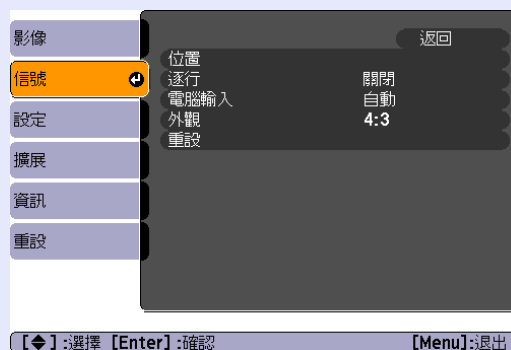 影像
信號
設定
擴展
資訊
重設
返回
位置
逐行 關閉
電腦輸入 自動
外觀 4:3
重設
[◆]:選擇 [Enter]:確認 [Menu]:退出